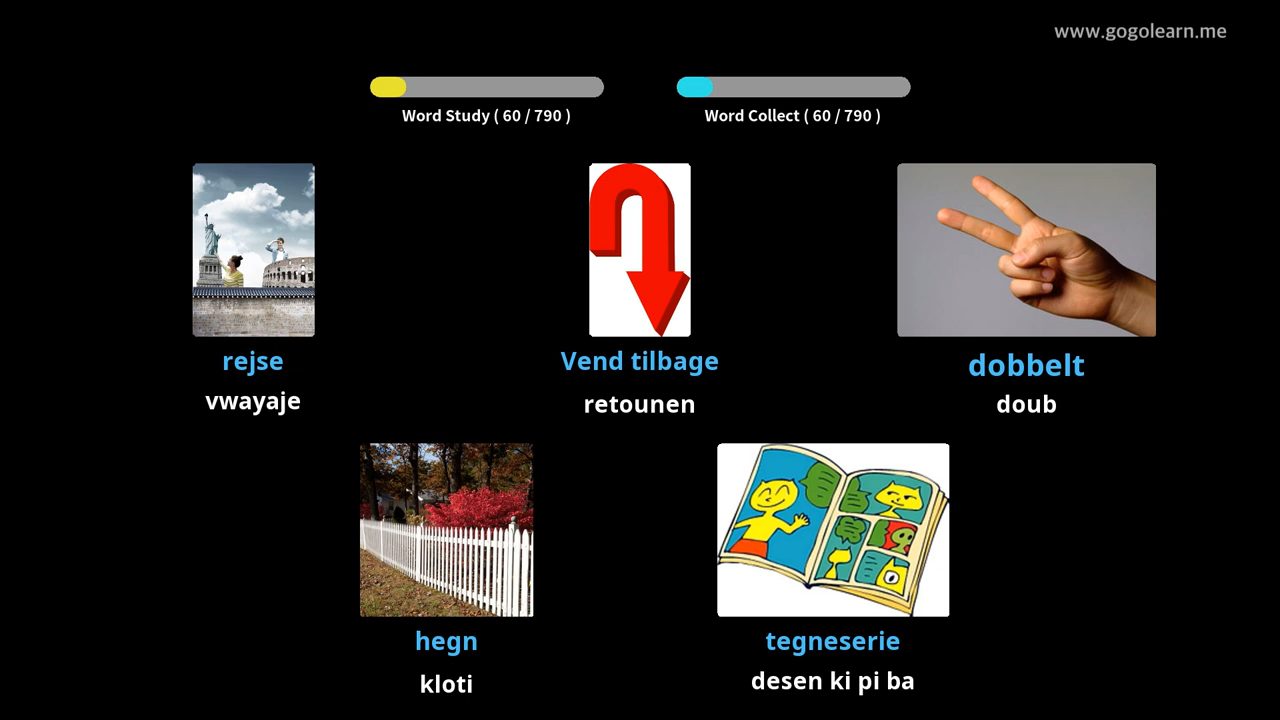 www.gogolearn.me
Word Study ( 60 / 790 )
Word Collect ( 60 / 790 )
rejse
vwayaje
Vend tilbage
retounen
dobbelt
doub
hegn
kloti
tegneserie
desen ki pi ba